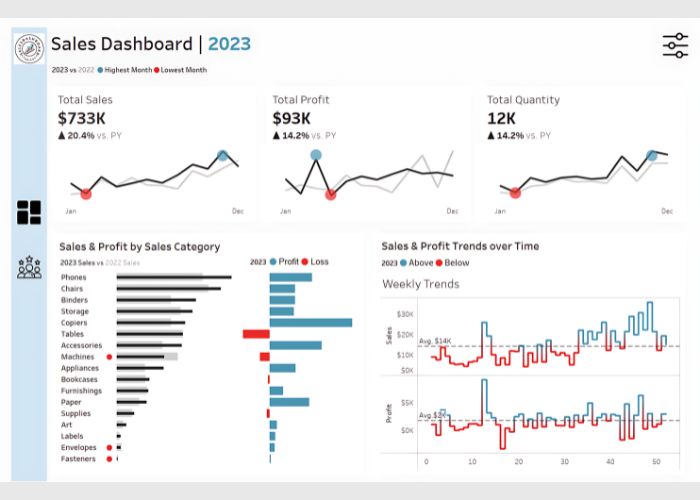 Sales Dashboard | 2023
2023 vs 2022 Highest Month Lowest Month
Total Sales
$733K
▲ 20.4% vs. PY
Jan Dec
Total Profit
$93K
▲ 14.2% vs. PY
Jan Dec
Total Quantity
12K
▲ 14.2% vs. PY
Jan Dec
Sales & Profit by Sales Category
2023 Sales vs 2022 Sales
2023 Profit Loss
Phones
Chairs
Binders
Storage
Copiers
Tables
Accessories
Machines
Appliances
Bookcases
Furnishings
Paper
Supplies
Art
Labels
Envelopes
Fasteners
Sales & Profit Trends over Time
2023 Above Below
Weekly Trends
Sales
$30K
$20K
Avg. $14K
$10K
$0K
Profit
$5K
Avg. $2K
$0K
0 10 20 30 40 50